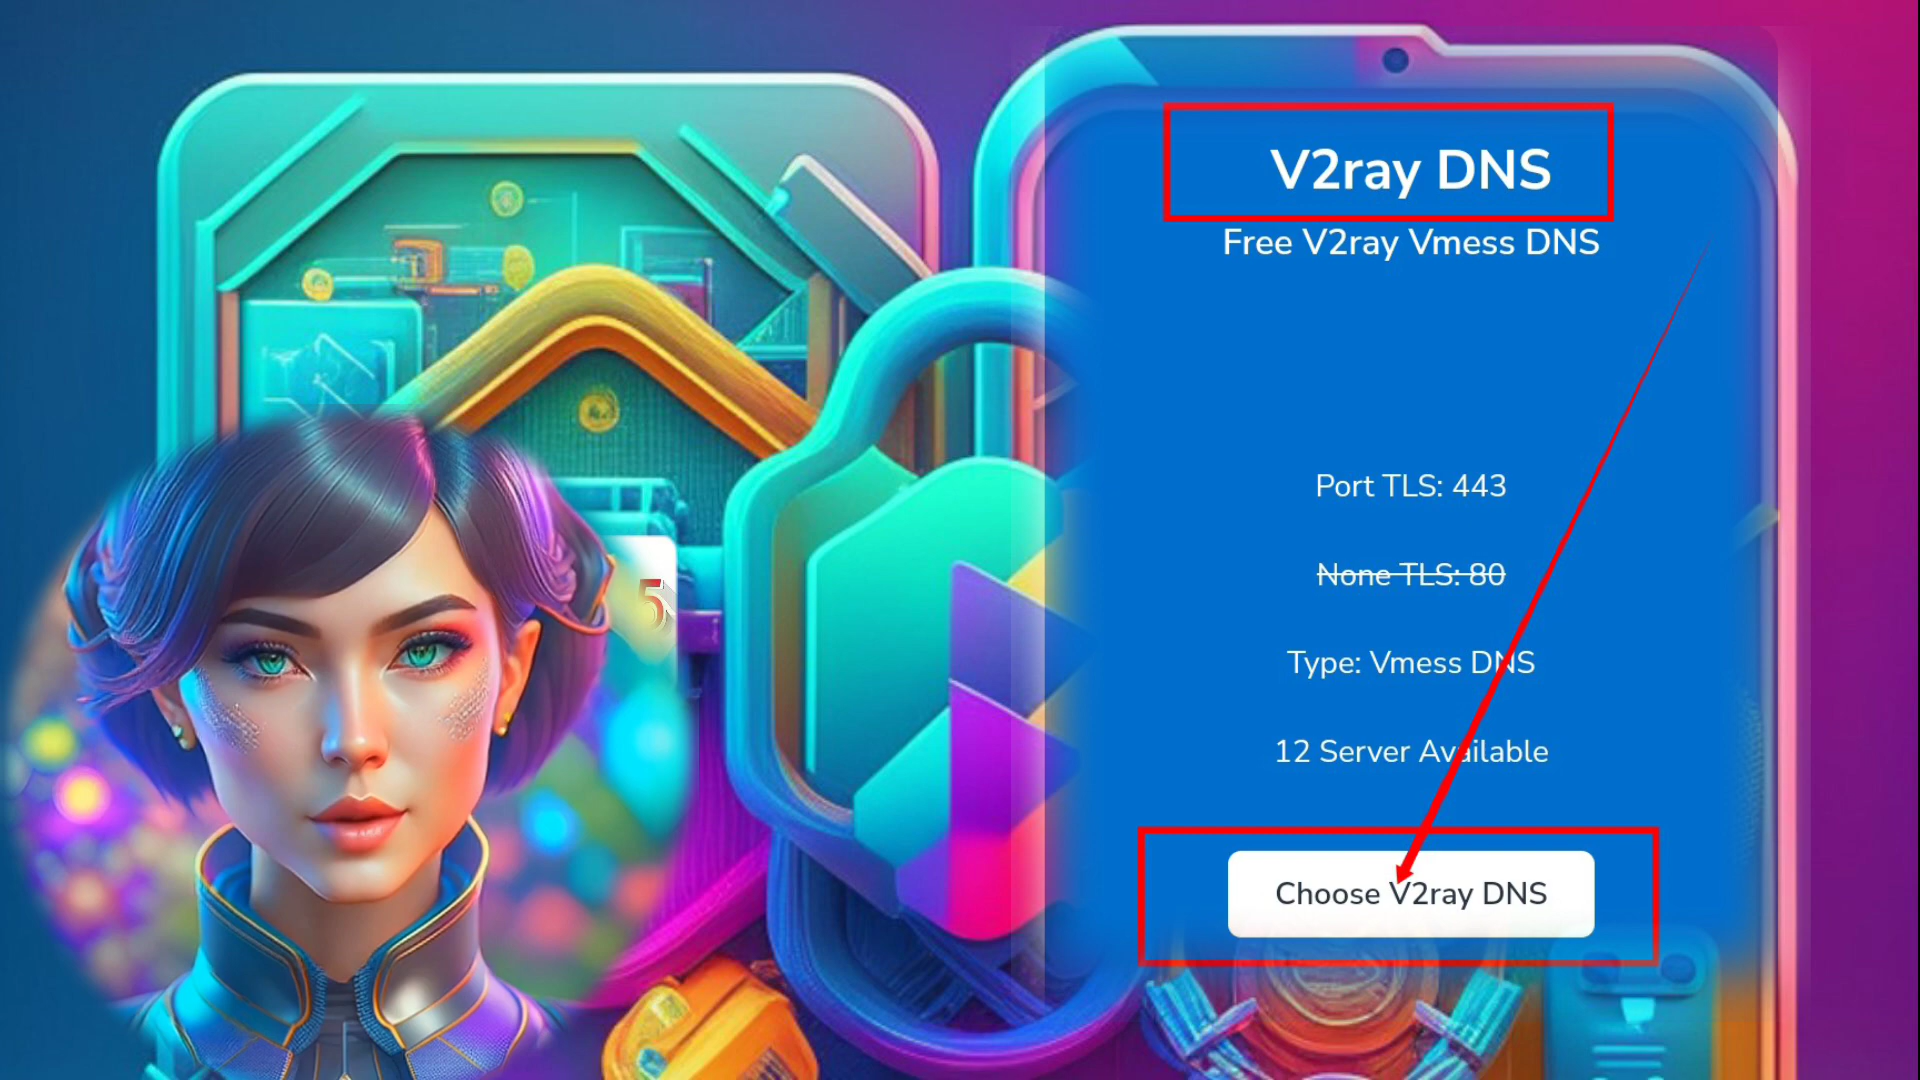 V2ray DNS
Free V2ray Vmess DNS
Port TLS: 443
None TLS: 80
Type: Vmess DNS
12 Server Available
Choose V2ray DNS
5